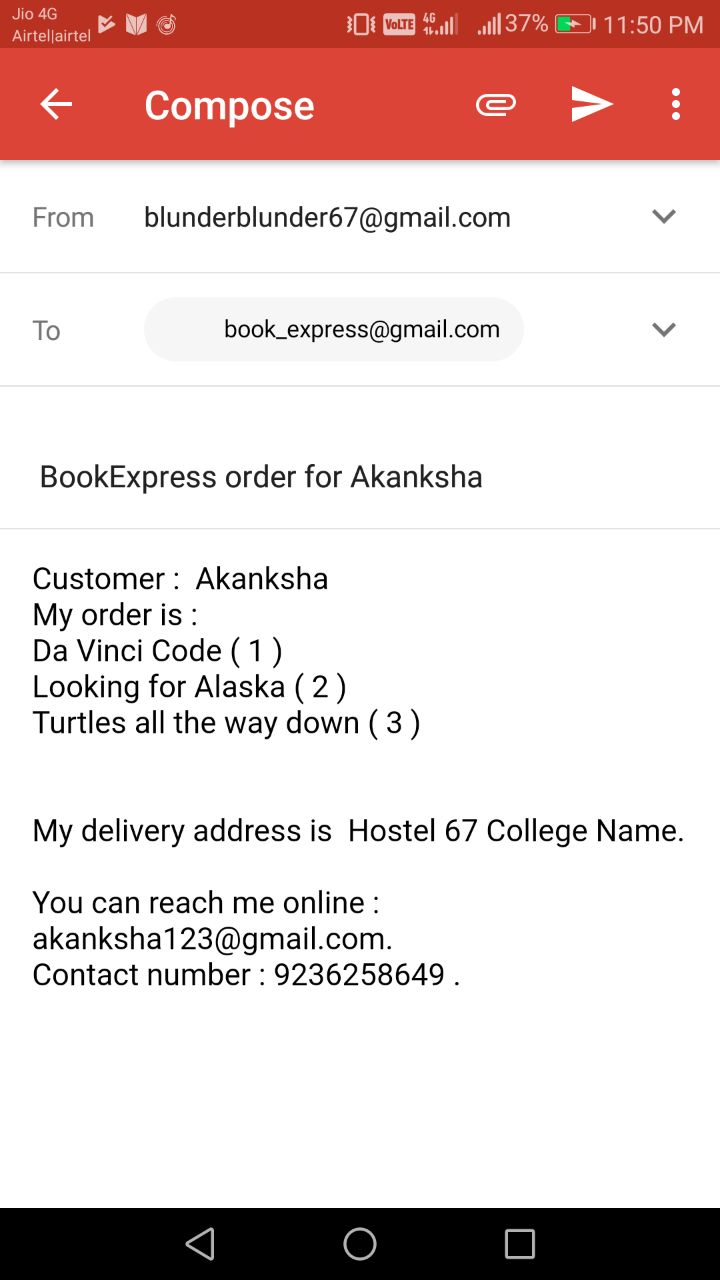 Jio 4G
Airtel|airtel
VoLTE 4G 37% 11:50 PM
Compose
From blunderblunder67@gmail.com
To book_express@gmail.com
BookExpress order for Akanksha
Customer : Akanksha
My order is :
Da Vinci Code ( 1 )
Looking for Alaska ( 2 )
Turtles all the way down ( 3 )
My delivery address is Hostel 67 College Name.
You can reach me online :
akanksha123@gmail.com.
Contact number : 9236258649 .